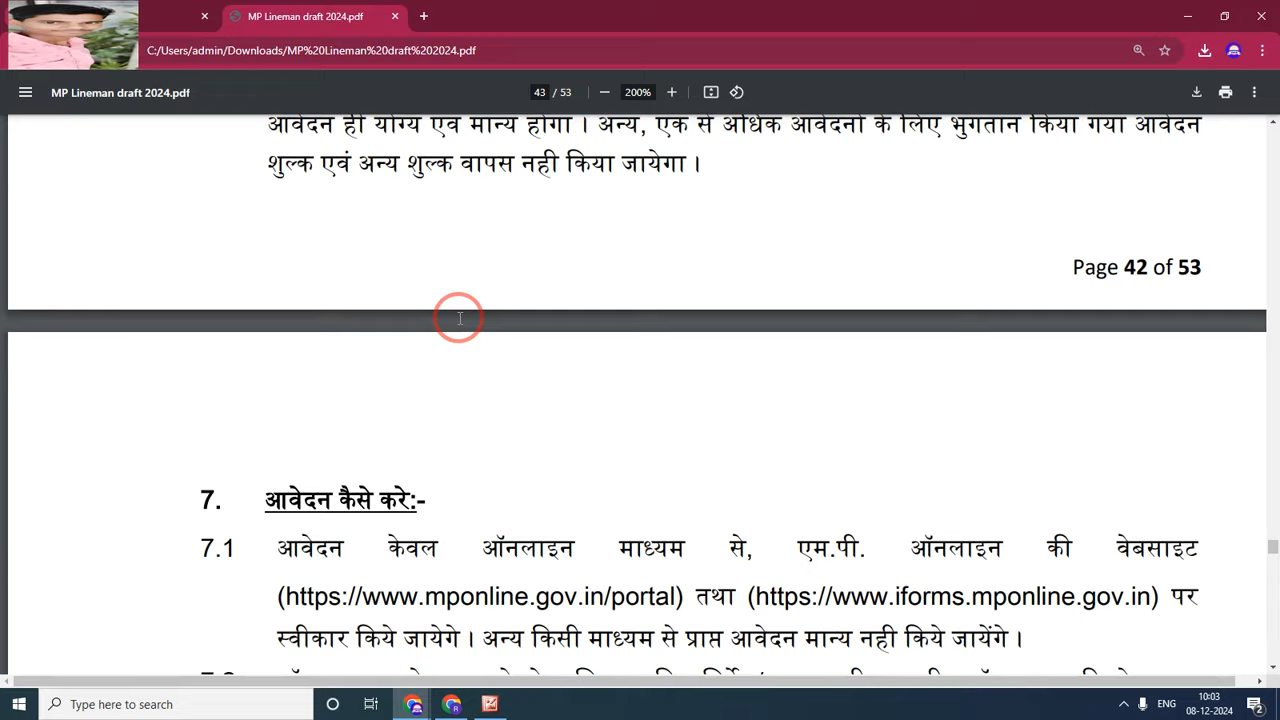 MP Lineman draft 2024.pdf
C:/Users/admin/Downloads/MP%20Lineman%20draft%202024.pdf
MP Lineman draft 2024.pdf
43 / 53
200%
आवेदन ही योग्य एवं मान्य होगा। अन्य, एक से अधिक आवेदनों के लिए भुगतान किया गया आवेदन
शुल्क एवं अन्य शुल्क वापस नही किया जायेगा।
Page 42 of 53
7. आवेदन कैसे करे:-
7.1 आवेदन केवल ऑनलाइन माध्यम से, एम.पी. ऑनलाइन की वेबसाइट
(https://www.mponline.gov.in/portal) तथा (https://www.iforms.mponline.gov.in) पर
स्वीकार किये जायेगे। अन्य किसी माध्यम से प्राप्त आवेदन मान्य नही किये जायेंगे।
Type here to search
ENG
10:03
08-12-2024
2